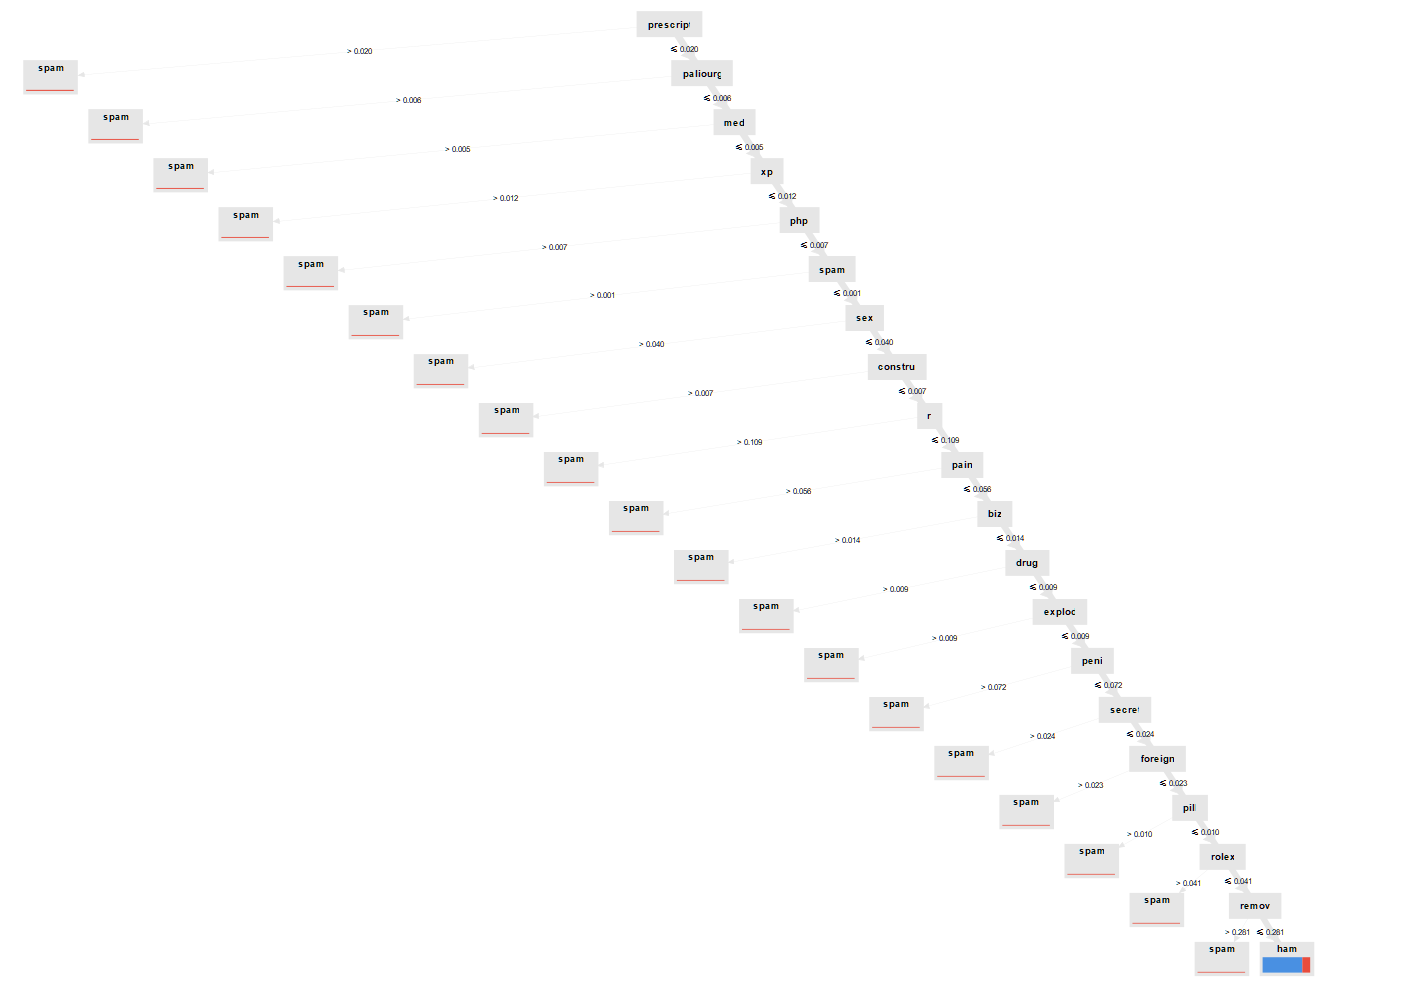 prescript
> 0.020
≤ 0.020
spam
paliourg
> 0.006
≤ 0.006
spam
med
> 0.005
≤ 0.005
spam
xp
> 0.012
≤ 0.012
spam
php
> 0.007
≤ 0.007
spam
spam
> 0.001
≤ 0.001
spam
sex
> 0.040
≤ 0.040
spam
constru
> 0.007
≤ 0.007
spam
r
> 0.109
≤ 0.109
spam
pain
> 0.056
≤ 0.056
spam
biz
> 0.014
≤ 0.014
spam
drug
> 0.009
≤ 0.009
spam
exploc
> 0.009
≤ 0.009
spam
peni
> 0.072
≤ 0.072
spam
secret
> 0.024
≤ 0.024
spam
foreign
> 0.023
≤ 0.023
spam
pill
> 0.010
≤ 0.010
spam
rolex
> 0.041
≤ 0.041
spam
remov
> 0.281
≤ 0.281
spam
ham